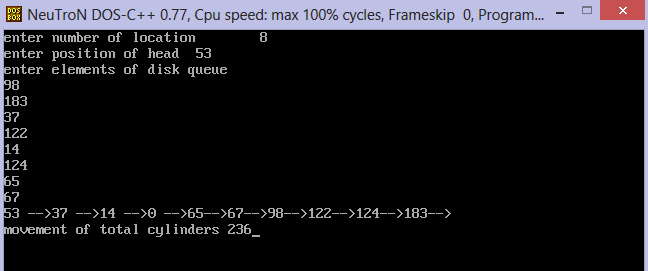 DOS BOX
NeuTroN DOS-C++ 0.77, Cpu speed: max 100% cycles, Frameskip 0, Program...
enter number of location 8
enter position of head 53
enter elements of disk queue
98
183
37
122
14
124
65
67
53 -->37 -->14 -->0 -->65-->67-->98-->122-->124-->183-->
movement of total cylinders 236_